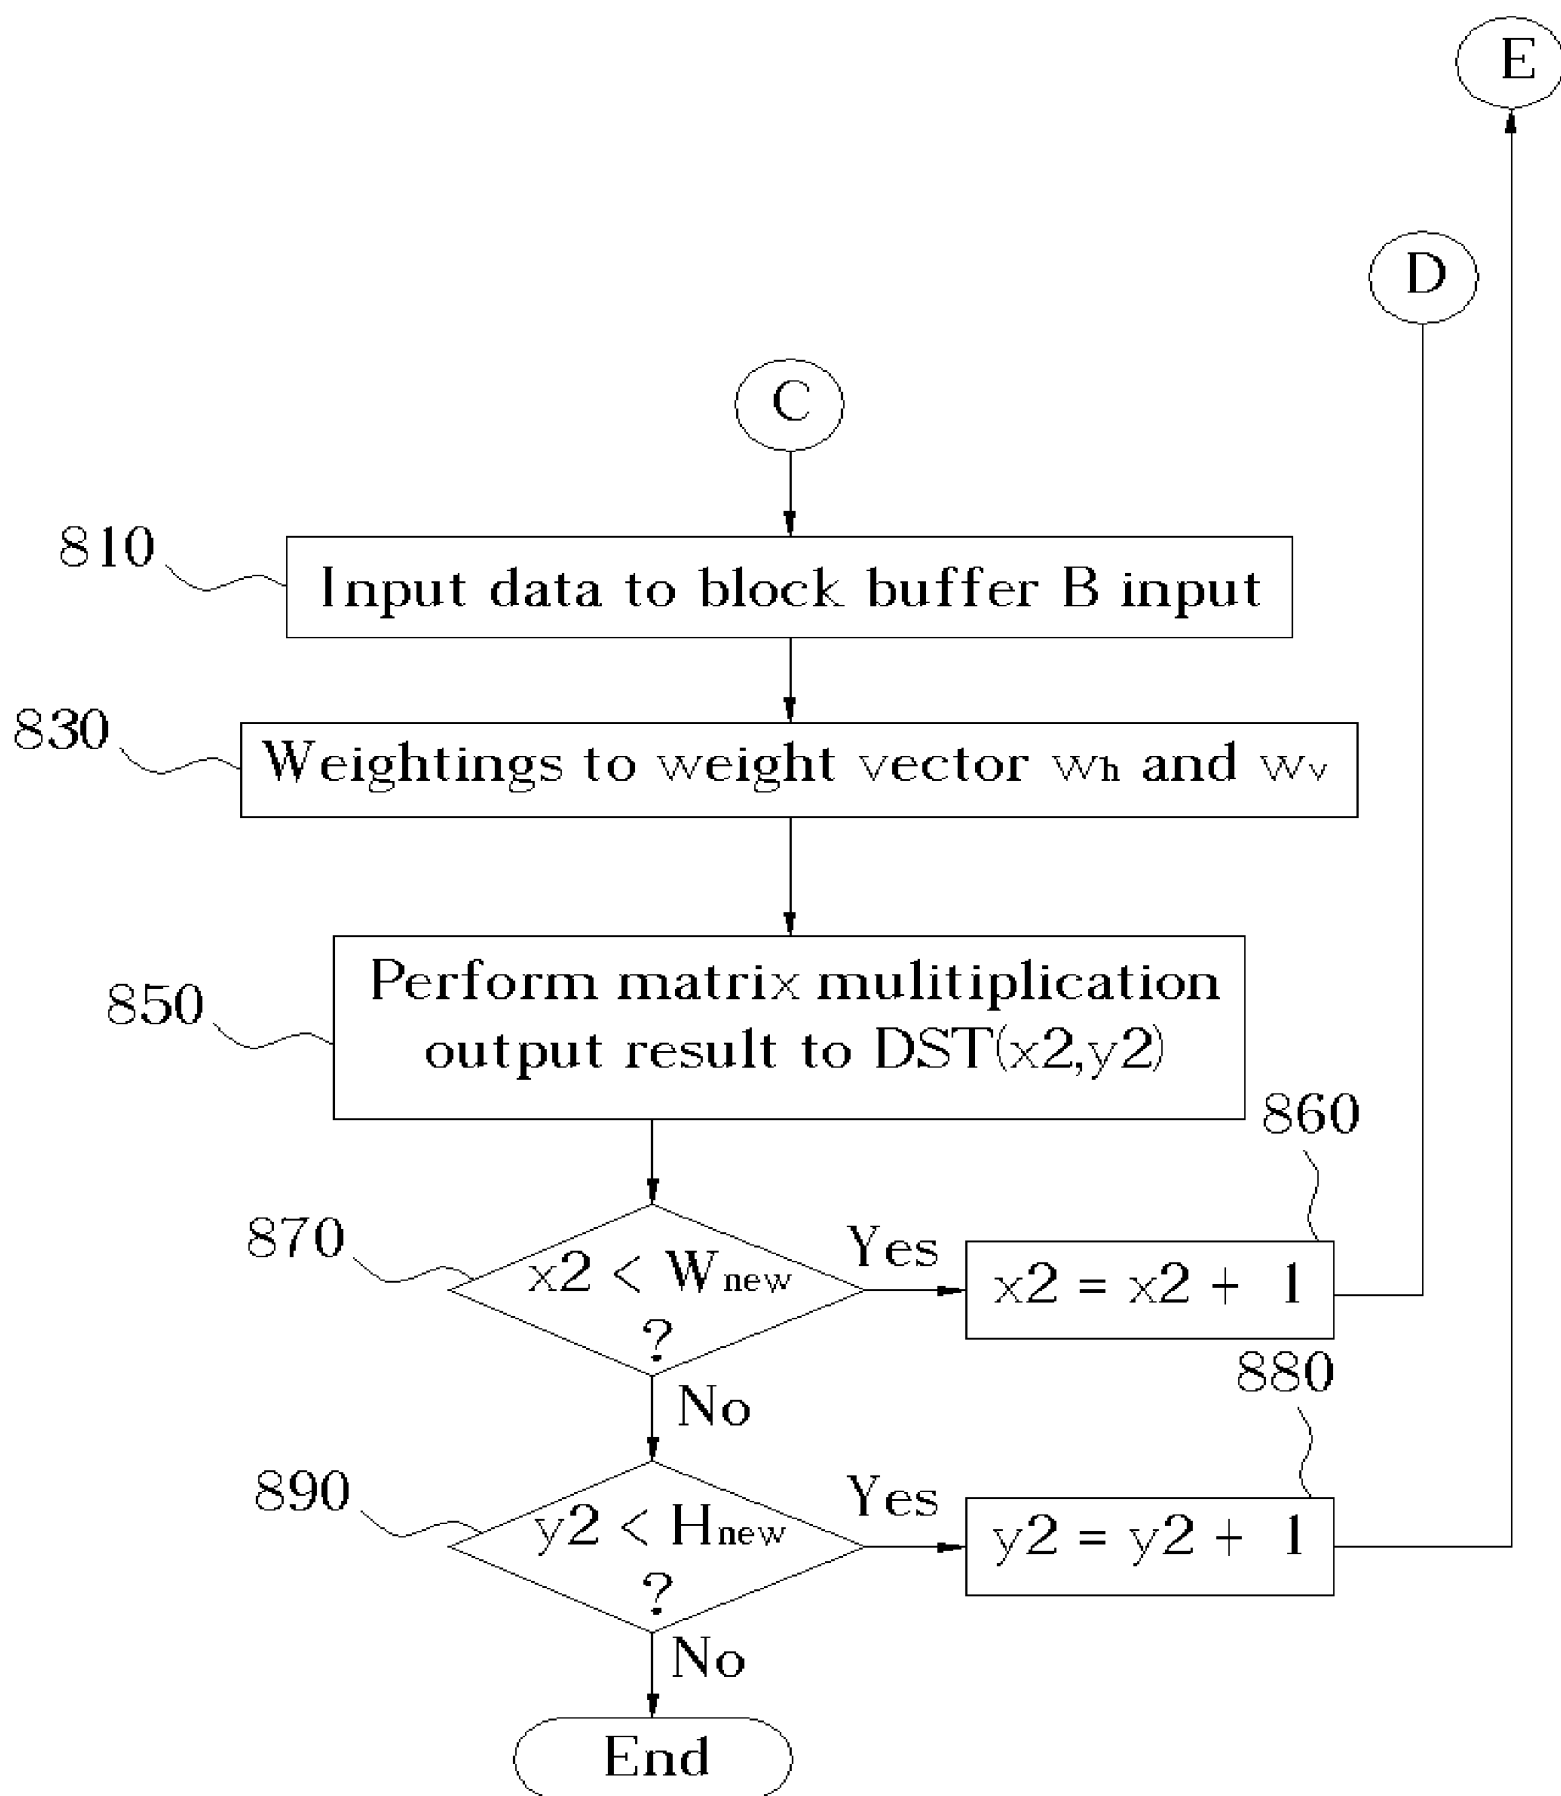 E
D
C
810
Input data to block buffer B input
830
Weightings to weight vector wh and wv
850
Perform matrix mulitiplication
output result to DST(x2,y2)
860
870
x2 < Wnew
?
Yes
x2 = x2 + 1
880
No
890
y2 < Hnew
?
Yes
y2 = y2 + 1
No
End